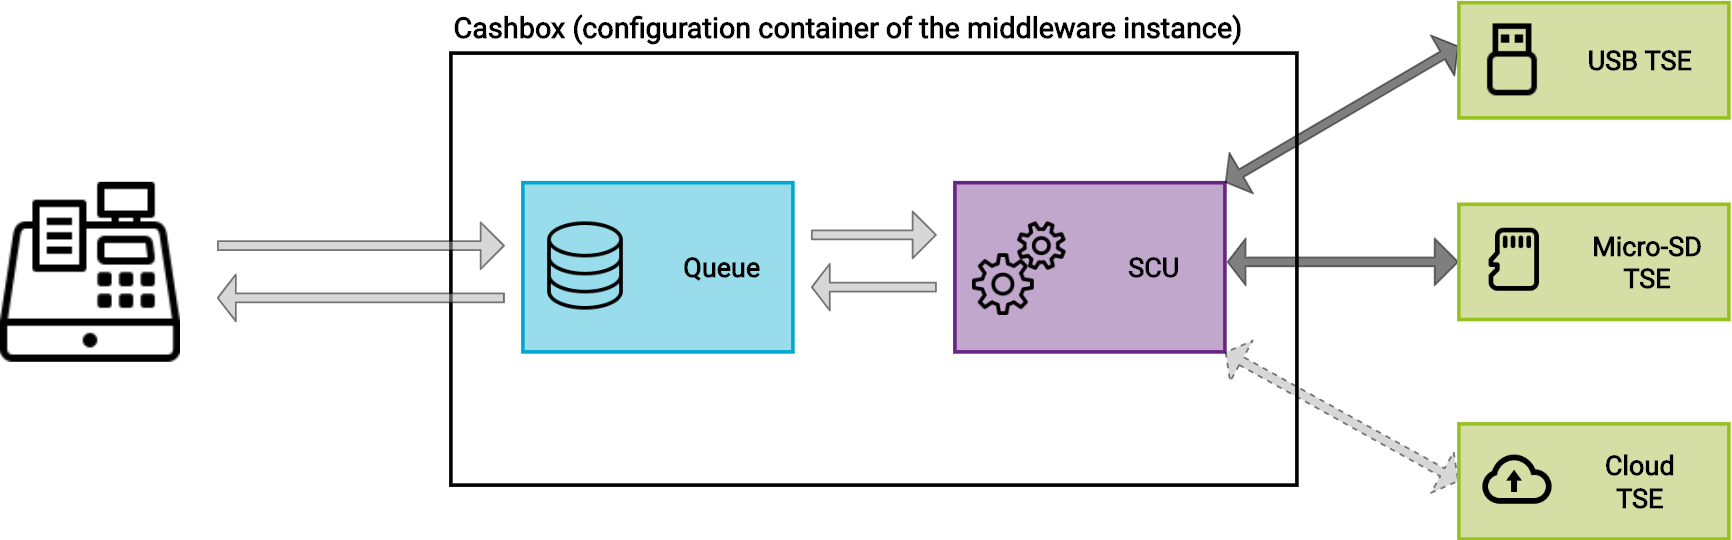 Cashbox (configuration container of the middleware instance)
USB TSE
Queue
SCU
Micro-SD
TSE
Cloud
TSE